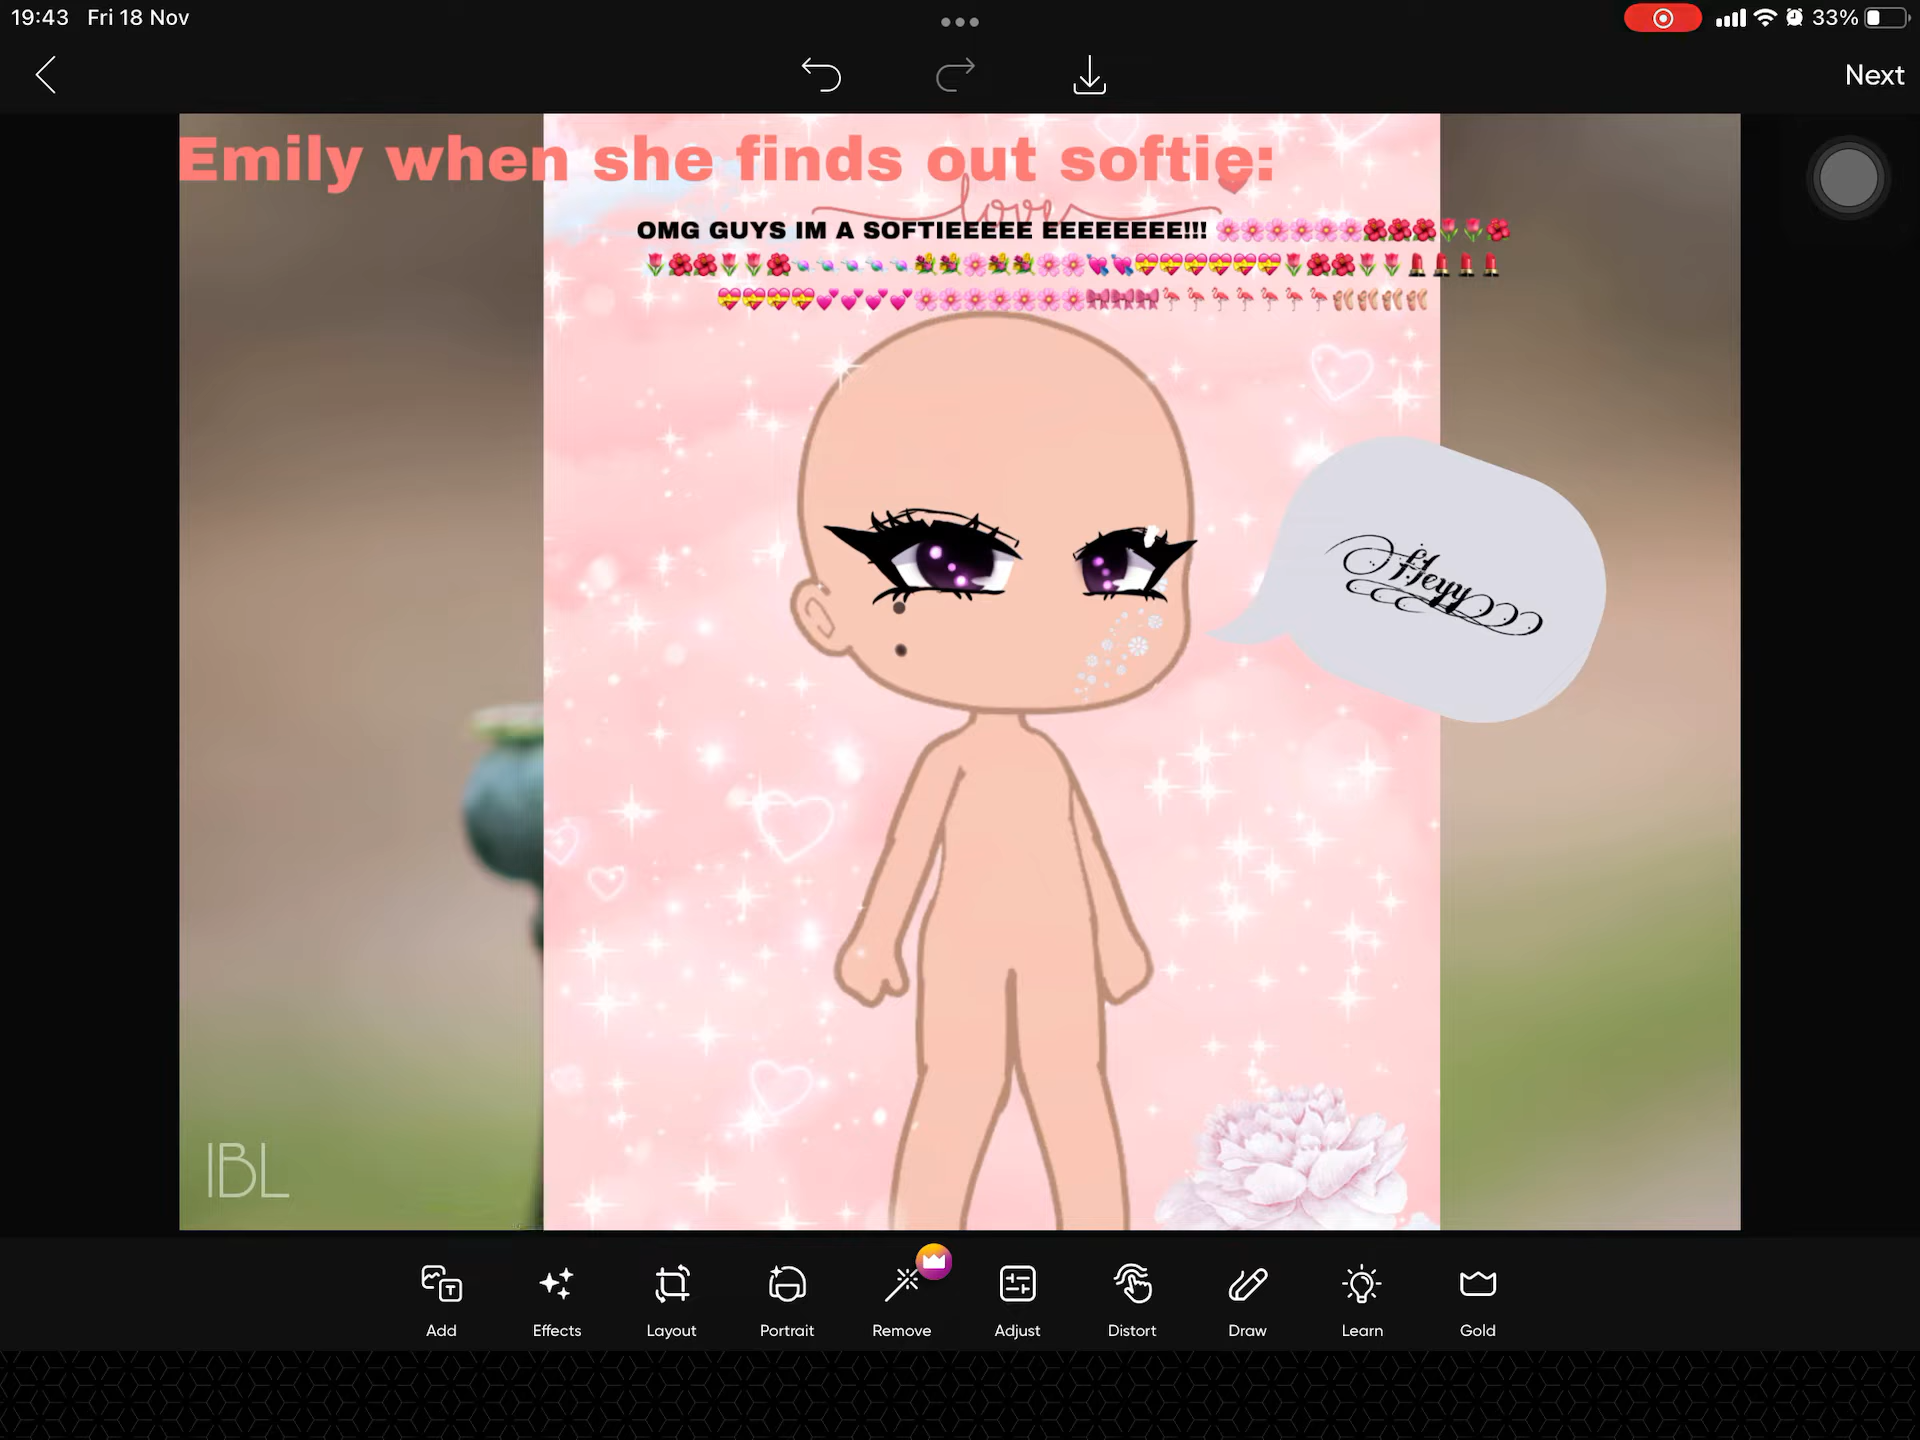 19:43 Fri 18 Nov
33%
Next
Emily when she finds out softie:
love
OMG GUYS IM A SOFTIEEEEE EEEEEEEE!!! 🌸🌸🌸🌸🌸🌸🌺🌺🌺🌷🌷🌺
🌷🌺🌺🌷🌷🌺🍬🍬🍬🍬🍬💐💐🌸💐💐🌸🌸💘💘💝💝💝💝💝💝🌷🌺🌺🌷🌷💄💄💄💄
💝💝💝💝💕💕💕💕🌸🌸🌸🌸🌸🌸🌸🎀🎀🎀🦩🦩🦩🦩🦩🦩🦩🩰🩰🩰🩰
Heyy
IBL
Add Effects Layout Portrait Remove Adjust Distort Draw Learn Gold